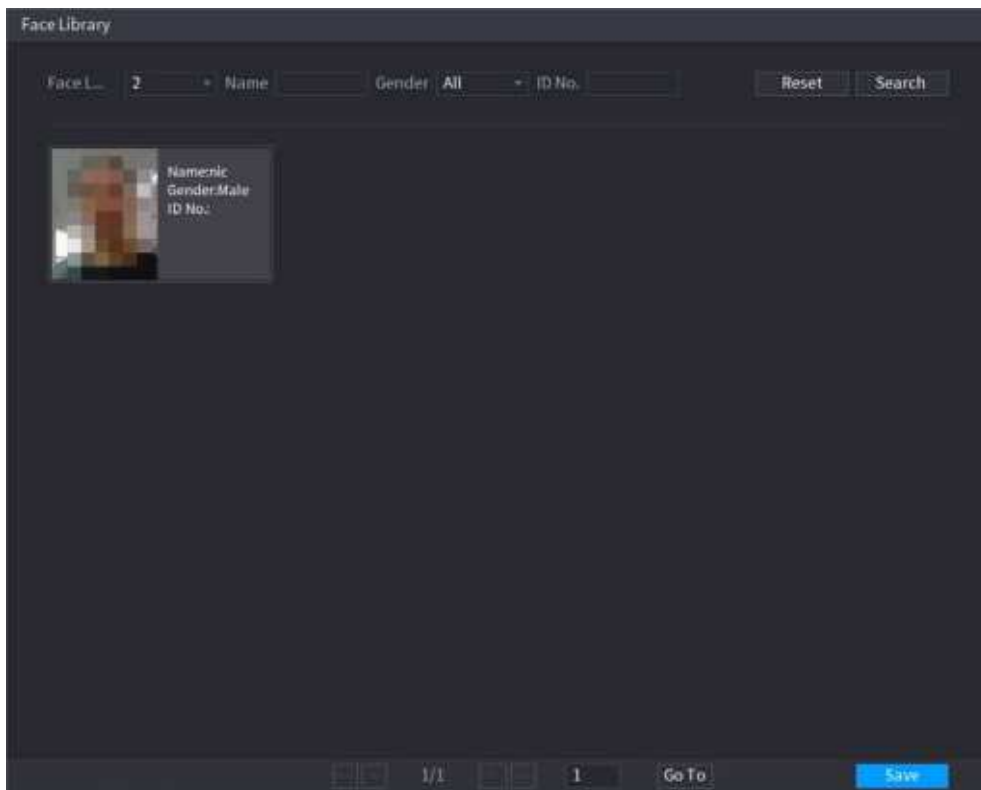 Face Library
Face L... 2 Name Gender All ID No. Reset Search
Name:nic
Gender:Male
ID No.:
1/1 1 Go To Save